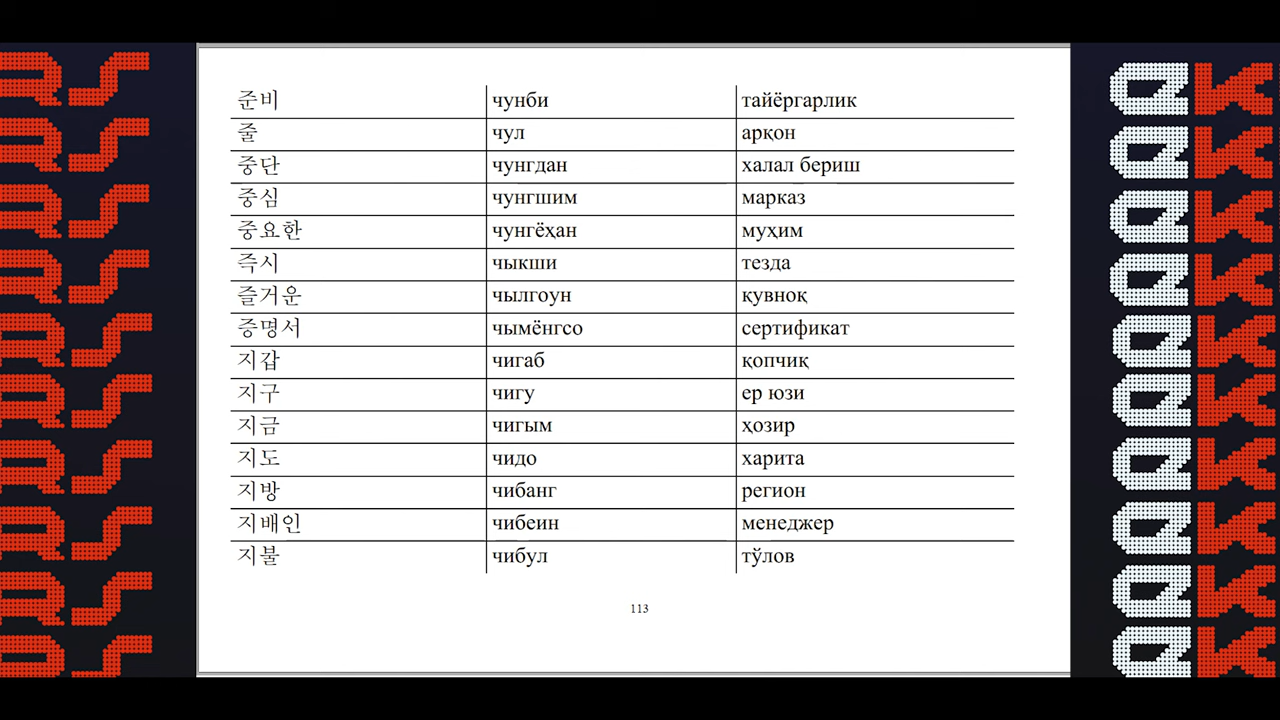 준비 чунби тайёргарлик
줄 чул арқон
중단 чунгдан халал бериш
중심 чунгшим марказ
중요한 чунгёҳан муҳим
즉시 чыкши тезда
즐거운 чылгоун қувноқ
증명서 чымёнгсо сертификат
지갑 чигаб қопчиқ
지구 чигу ер юзи
지금 чигым ҳозир
지도 чидо харита
지방 чибанг регион
지배인 чибеин менеджер
지불 чибул тўлов
113